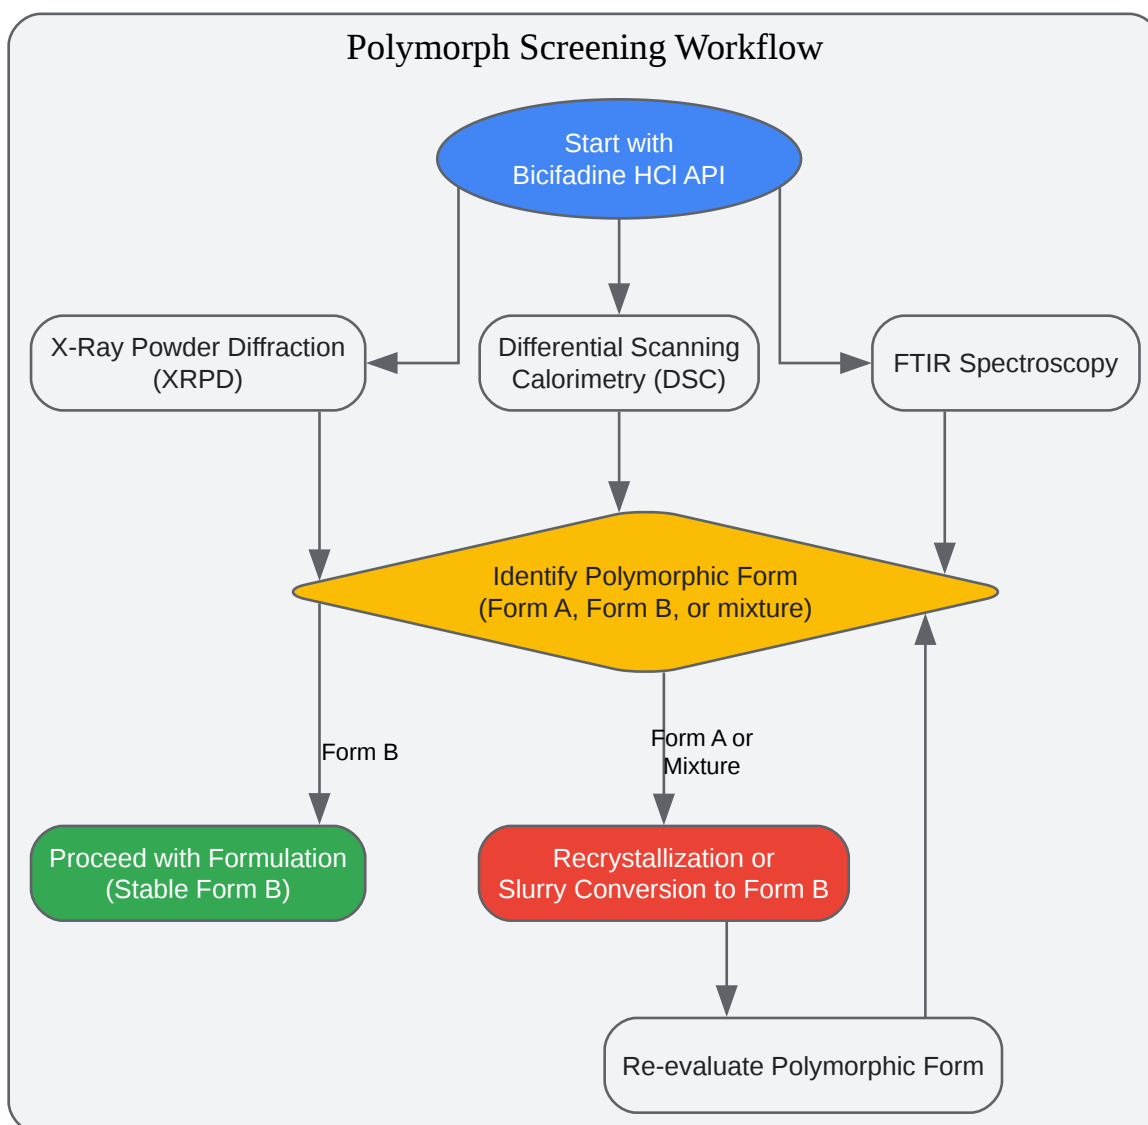 Polymorph Screening Workflow
Start with
Bicifadine HCl API
X-Ray Powder Diffraction
(XRPD)
Differential Scanning
Calorimetry (DSC)
FTIR Spectroscopy
Identify Polymorphic Form
(Form A, Form B, or mixture)
Form B
Form A or
Mixture
Proceed with Formulation
(Stable Form B)
Recrystallization or
Slurry Conversion to Form B
Re-evaluate Polymorphic Form